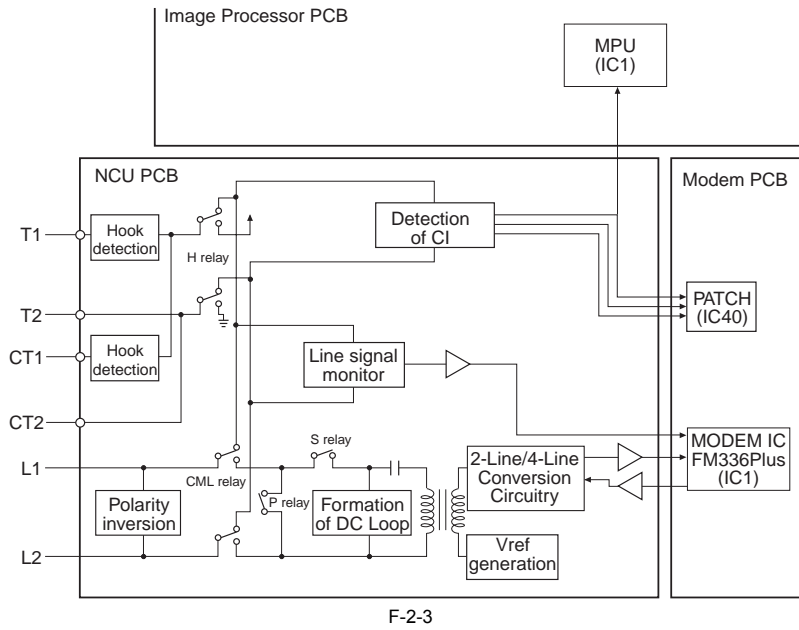 Image Processor PCB
MPU
(IC1)
NCU PCB
Modem PCB
T1
Hook
detection
H relay
Detection
of CI
T2
PATCH
(IC40)
CT1
Hook
detection
Line signal
monitor
CT2
L1
CML relay
S relay
2-Line/4-Line
Conversion
Circuitry
MODEM IC
FM336Plus
(IC1)
Polarity
inversion
P relay
Formation
of DC Loop
L2
Vref
generation
F-2-3